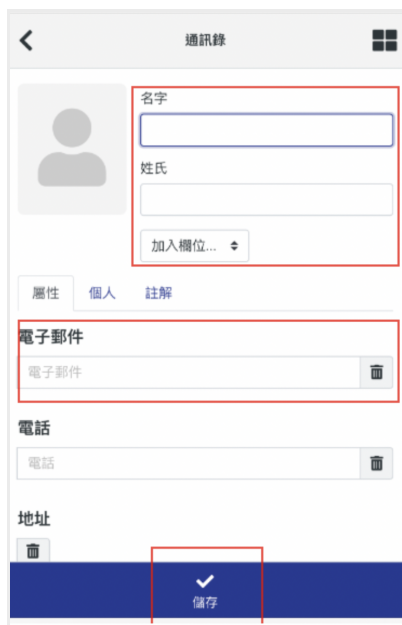 通訊錄
名字
姓氏
加入欄位...
屬性 個人 註解
電子郵件
電子郵件
電話
電話
地址
儲存